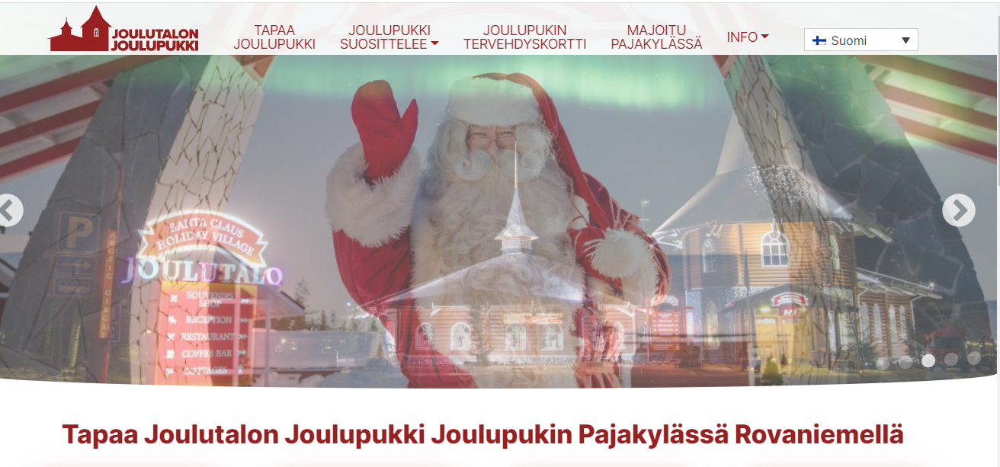 JOULUTALON
JOULUPUKKI
TAPAA
JOULUPUKKI
JOULUPUKKI
SUOSITTELEE
JOULUPUKIN
TERVEHDYSKORTTI
MAJOITU
PAJAKYLÄSSÄ
INFO
Suomi
P
ARCTIC CIRCLE
SANTA CLAUS
HOLIDAY VILLAGE
JOULUTALO
SOUVENIRS
SHOP
RECEPTION
RESTAURANT
COFFEE BAR
COTTAGES
Tapaa Joulutalon Joulupukki Joulupukin Pajakylässä Rovaniemellä